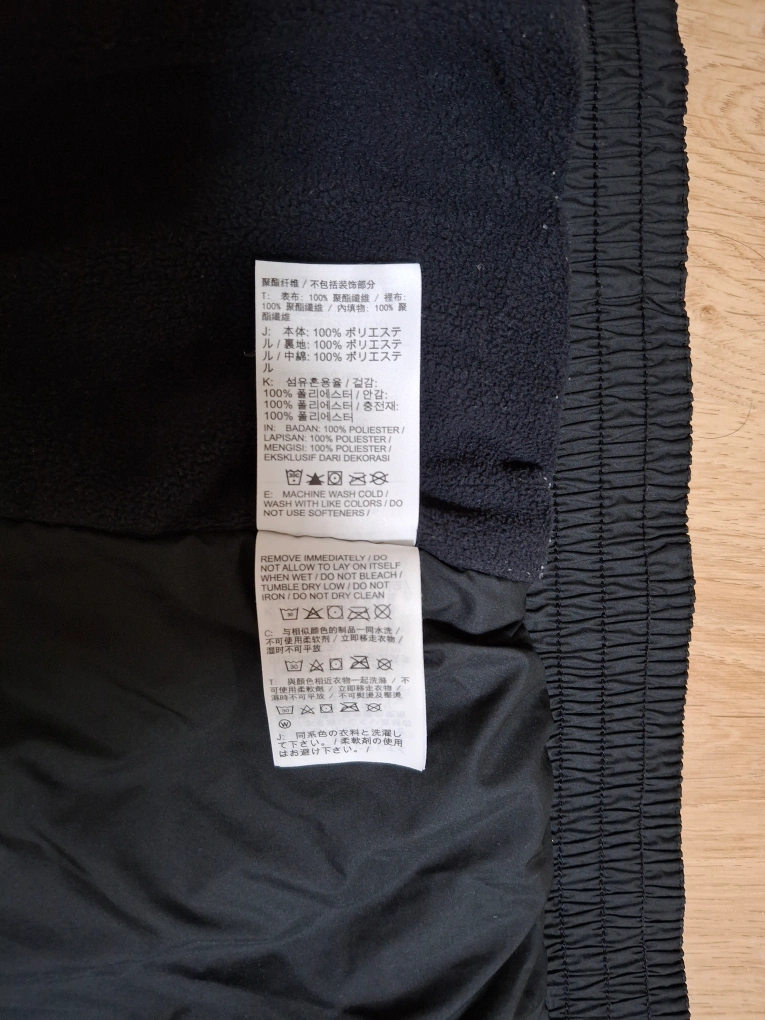 聚酯纤维 / 不包括装饰部分
T: 表布: 100% 聚酯纖維 / 裡布:
100% 聚酯纖維 / 內填物: 100% 聚
酯纖維
J: 本体: 100% ポリエステ
ル / 裏地: 100% ポリエステ
ル / 中綿: 100% ポリエステ
ル
K: 섬유혼용율 / 겉감:
100% 폴리에스터 / 안감:
100% 폴리에스터 / 충전재:
100% 폴리에스터
IN: BADAN: 100% POLIESTER /
LAPISAN: 100% POLIESTER /
MENGISI: 100% POLIESTER /
EKSKLUSIF DARI DEKORASI
E: MACHINE WASH COLD /
WASH WITH LIKE COLORS / DO
NOT USE SOFTENERS /
REMOVE IMMEDIATELY / DO
NOT ALLOW TO LAY ON ITSELF
WHEN WET / DO NOT BLEACH /
TUMBLE DRY LOW / DO NOT
IRON / DO NOT DRY CLEAN
30
C: 与相似颜色的制品一同水洗 /
不可使用柔软剂 / 立即移走衣物 /
湿时不可平放
30
T: 與顏色相近衣物一起洗滌 / 不
可使用柔軟劑 / 立即移走衣物 /
濕時不可平放 / 不可熨燙及壓燙
30
W
J: 同系色の衣料と洗濯し
て下さい。 / 柔軟剤の使用
はお避け下さい。 /